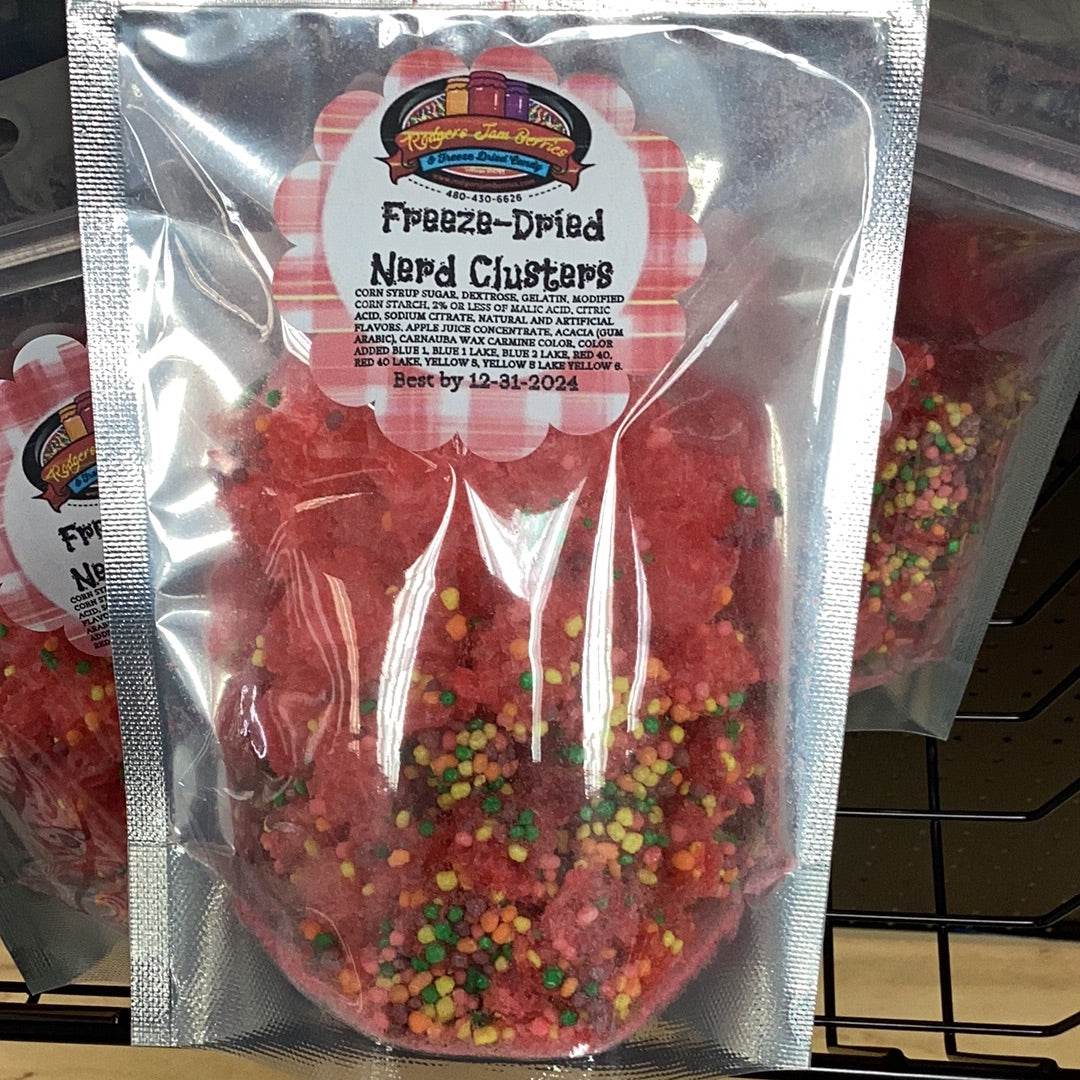 Rodgers Jam Berries
& Freeze Dried Candy
480-430-6626
Freeze-Dried
Nerd Clusters
CORN SYRUP SUGAR, DEXTROSE, GELATIN, MODIFIED
CORN STARCH, 2% OR LESS OF MALIC ACID, CITRIC
ACID, SODIUM CITRATE, NATURAL AND ARTIFICIAL
FLAVORS, APPLE JUICE CONCENTRATE, ACACIA (GUM
ARABIC), CARNAUBA WAX CARMINE COLOR, COLOR
ADDED BLUE 1, BLUE 1 LAKE, BLUE 2 LAKE, RED 40,
RED 40 LAKE, YELLOW 5, YELLOW 5 LAKE YELLOW 6.
Best by 12-31-2024